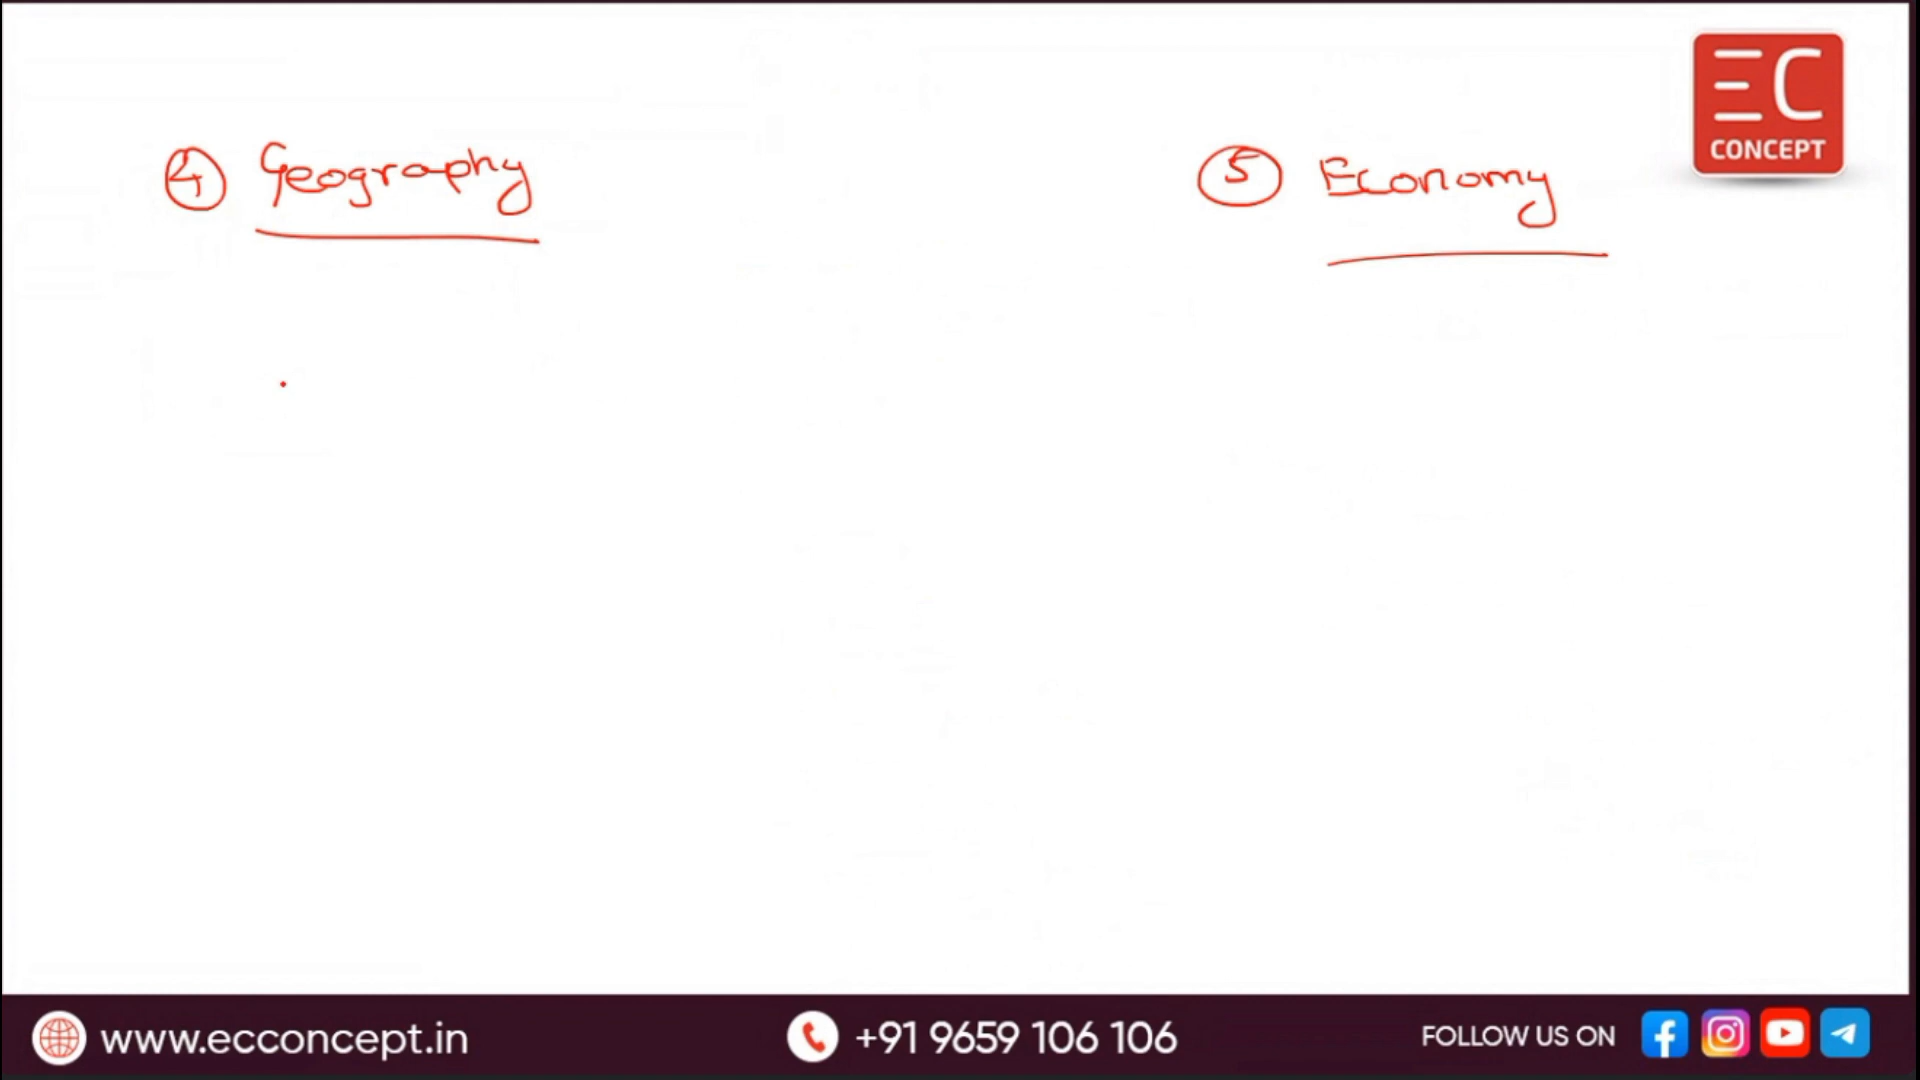 EC
CONCEPT
④ Geography
⑤ Economy
www.ecconcept.in
+91 9659 106 106
FOLLOW US ON